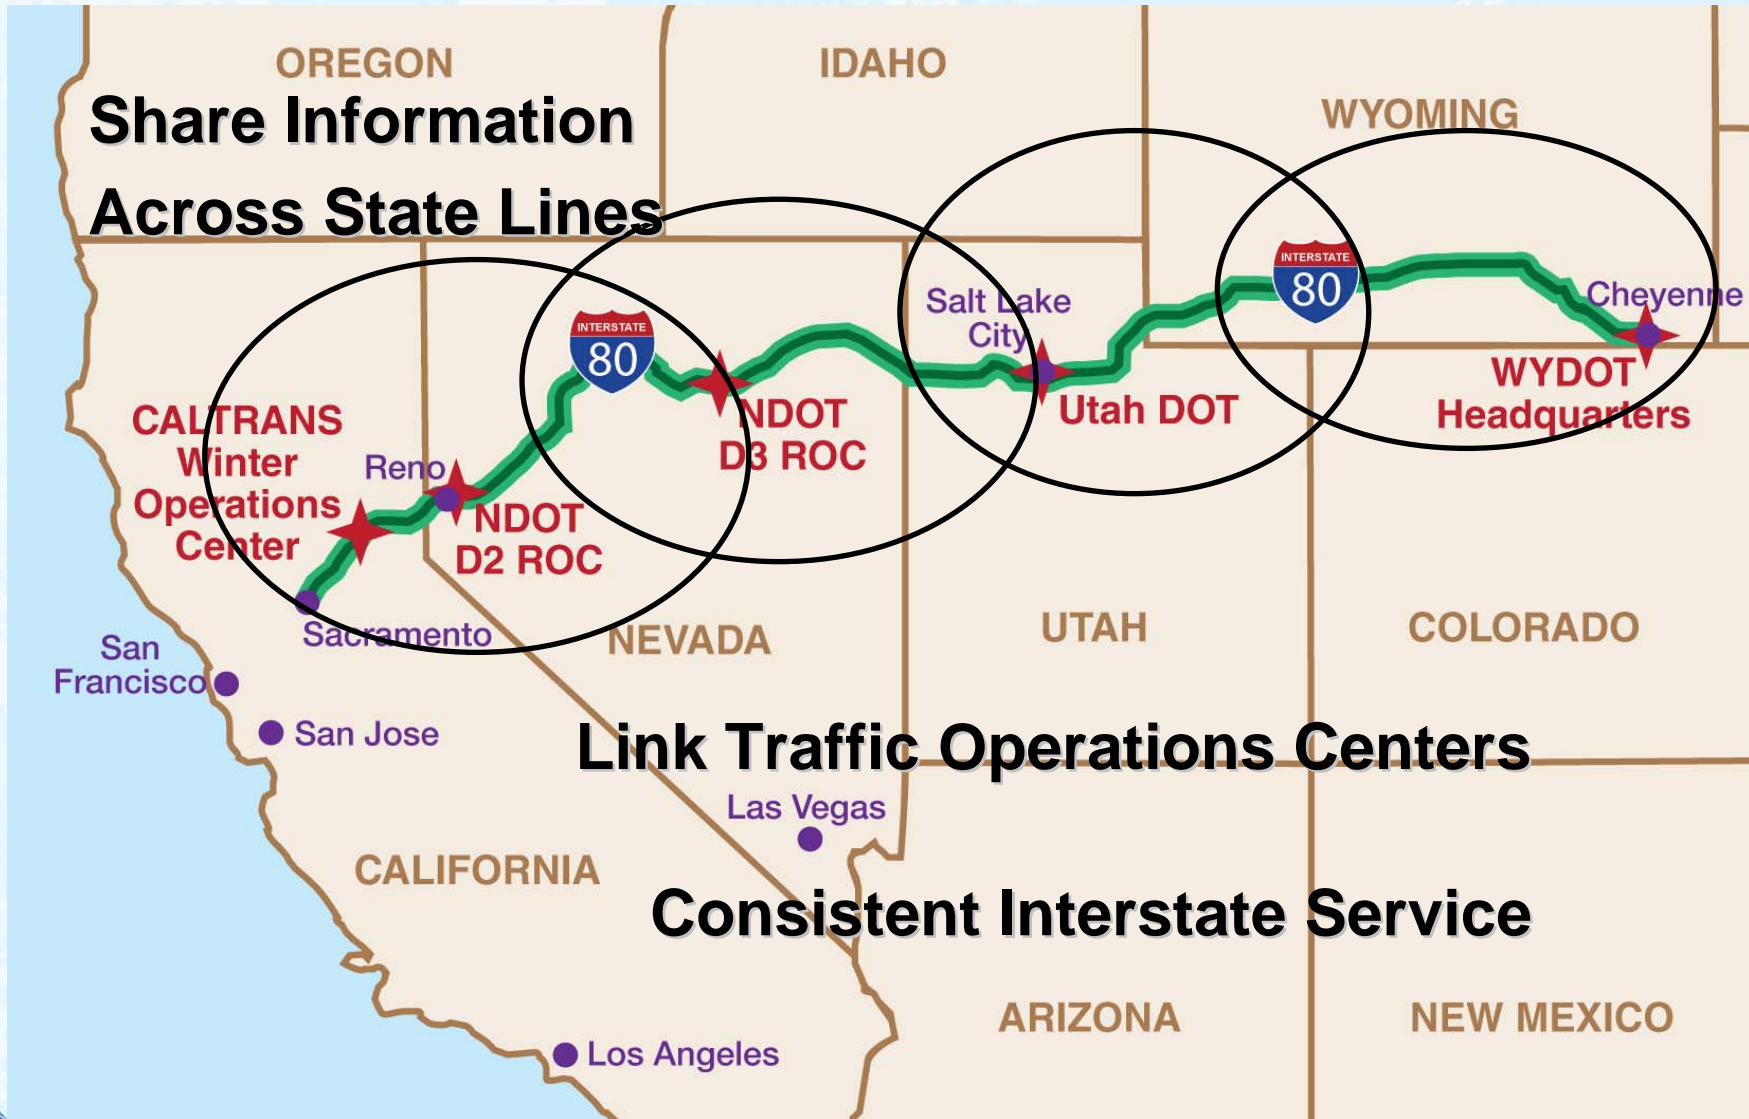 OREGON
IDAHO
WYOMING
Share Information
Across State Lines
INTERSTATE
80
Salt Lake
City
Cheyenne
INTERSTATE
80
WYDOT
Headquarters
Utah DOT
NDOT
D3 ROC
CALTRANS
Winter
Operations
Center
Reno
NDOT
D2 ROC
Sacramento
NEVADA
UTAH
COLORADO
San
Francisco
San Jose
Link Traffic Operations Centers
Las Vegas
CALIFORNIA
Consistent Interstate Service
ARIZONA
NEW MEXICO
Los Angeles